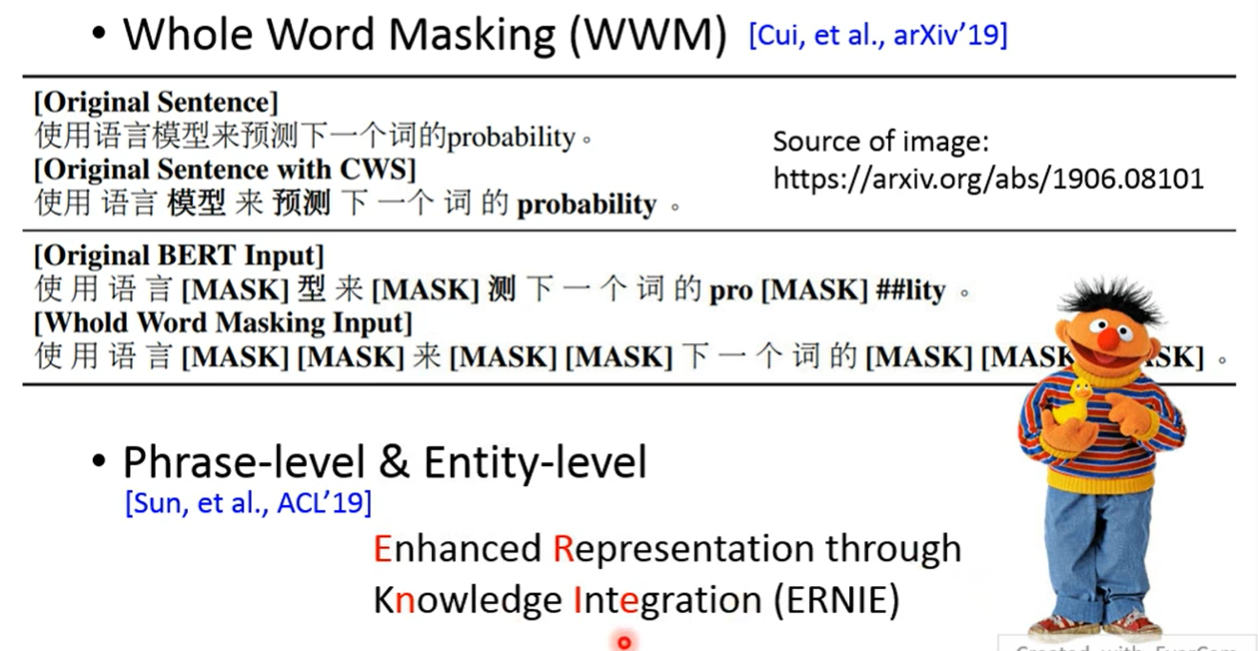 • Whole Word Masking (WWM) [Cui, et al., arXiv'19]
[Original Sentence]
使用语言模型来预测下一个词的probability。
[Original Sentence with CWS]
使用 语言 模型 来 预测 下 一个 词 的 probability 。
Source of image:
https://arxiv.org/abs/1906.08101
[Original BERT Input]
使 用 语 言 [MASK] 型 来 [MASK] 测 下 一 个 词 的 pro [MASK] ##lity 。
[Whold Word Masking Input]
使 用 语 言 [MASK] [MASK] 来 [MASK] [MASK] 下 一 个 词 的 [MASK] [MASK SK] 。
• Phrase-level & Entity-level
[Sun, et al., ACL'19]
Enhanced Representation through
Knowledge Integration (ERNIE)
Created with EverCam